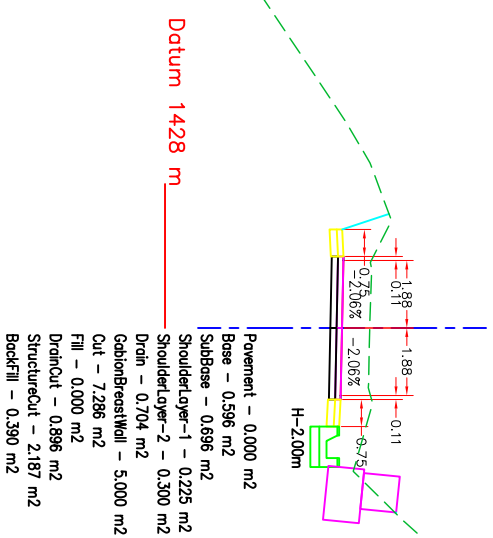 Datum 1428 m
1.88
0.11
0.75
-2.06%
-2.06%
1.88
0.11
0.75
H-2.00m
Pavement - 0.000 m2
Base - 0.596 m2
SubBase - 0.696 m2
ShoulderLayer-1 - 0.225 m2
ShoulderLayer-2 - 0.300 m2
Drain - 0.704 m2
GabionBreastWall - 5.000 m2
Cut - 7.286 m2
Fill - 0.000 m2
DrainCut - 0.896 m2
StructureCut - 2.187 m2
BackFill - 0.390 m2